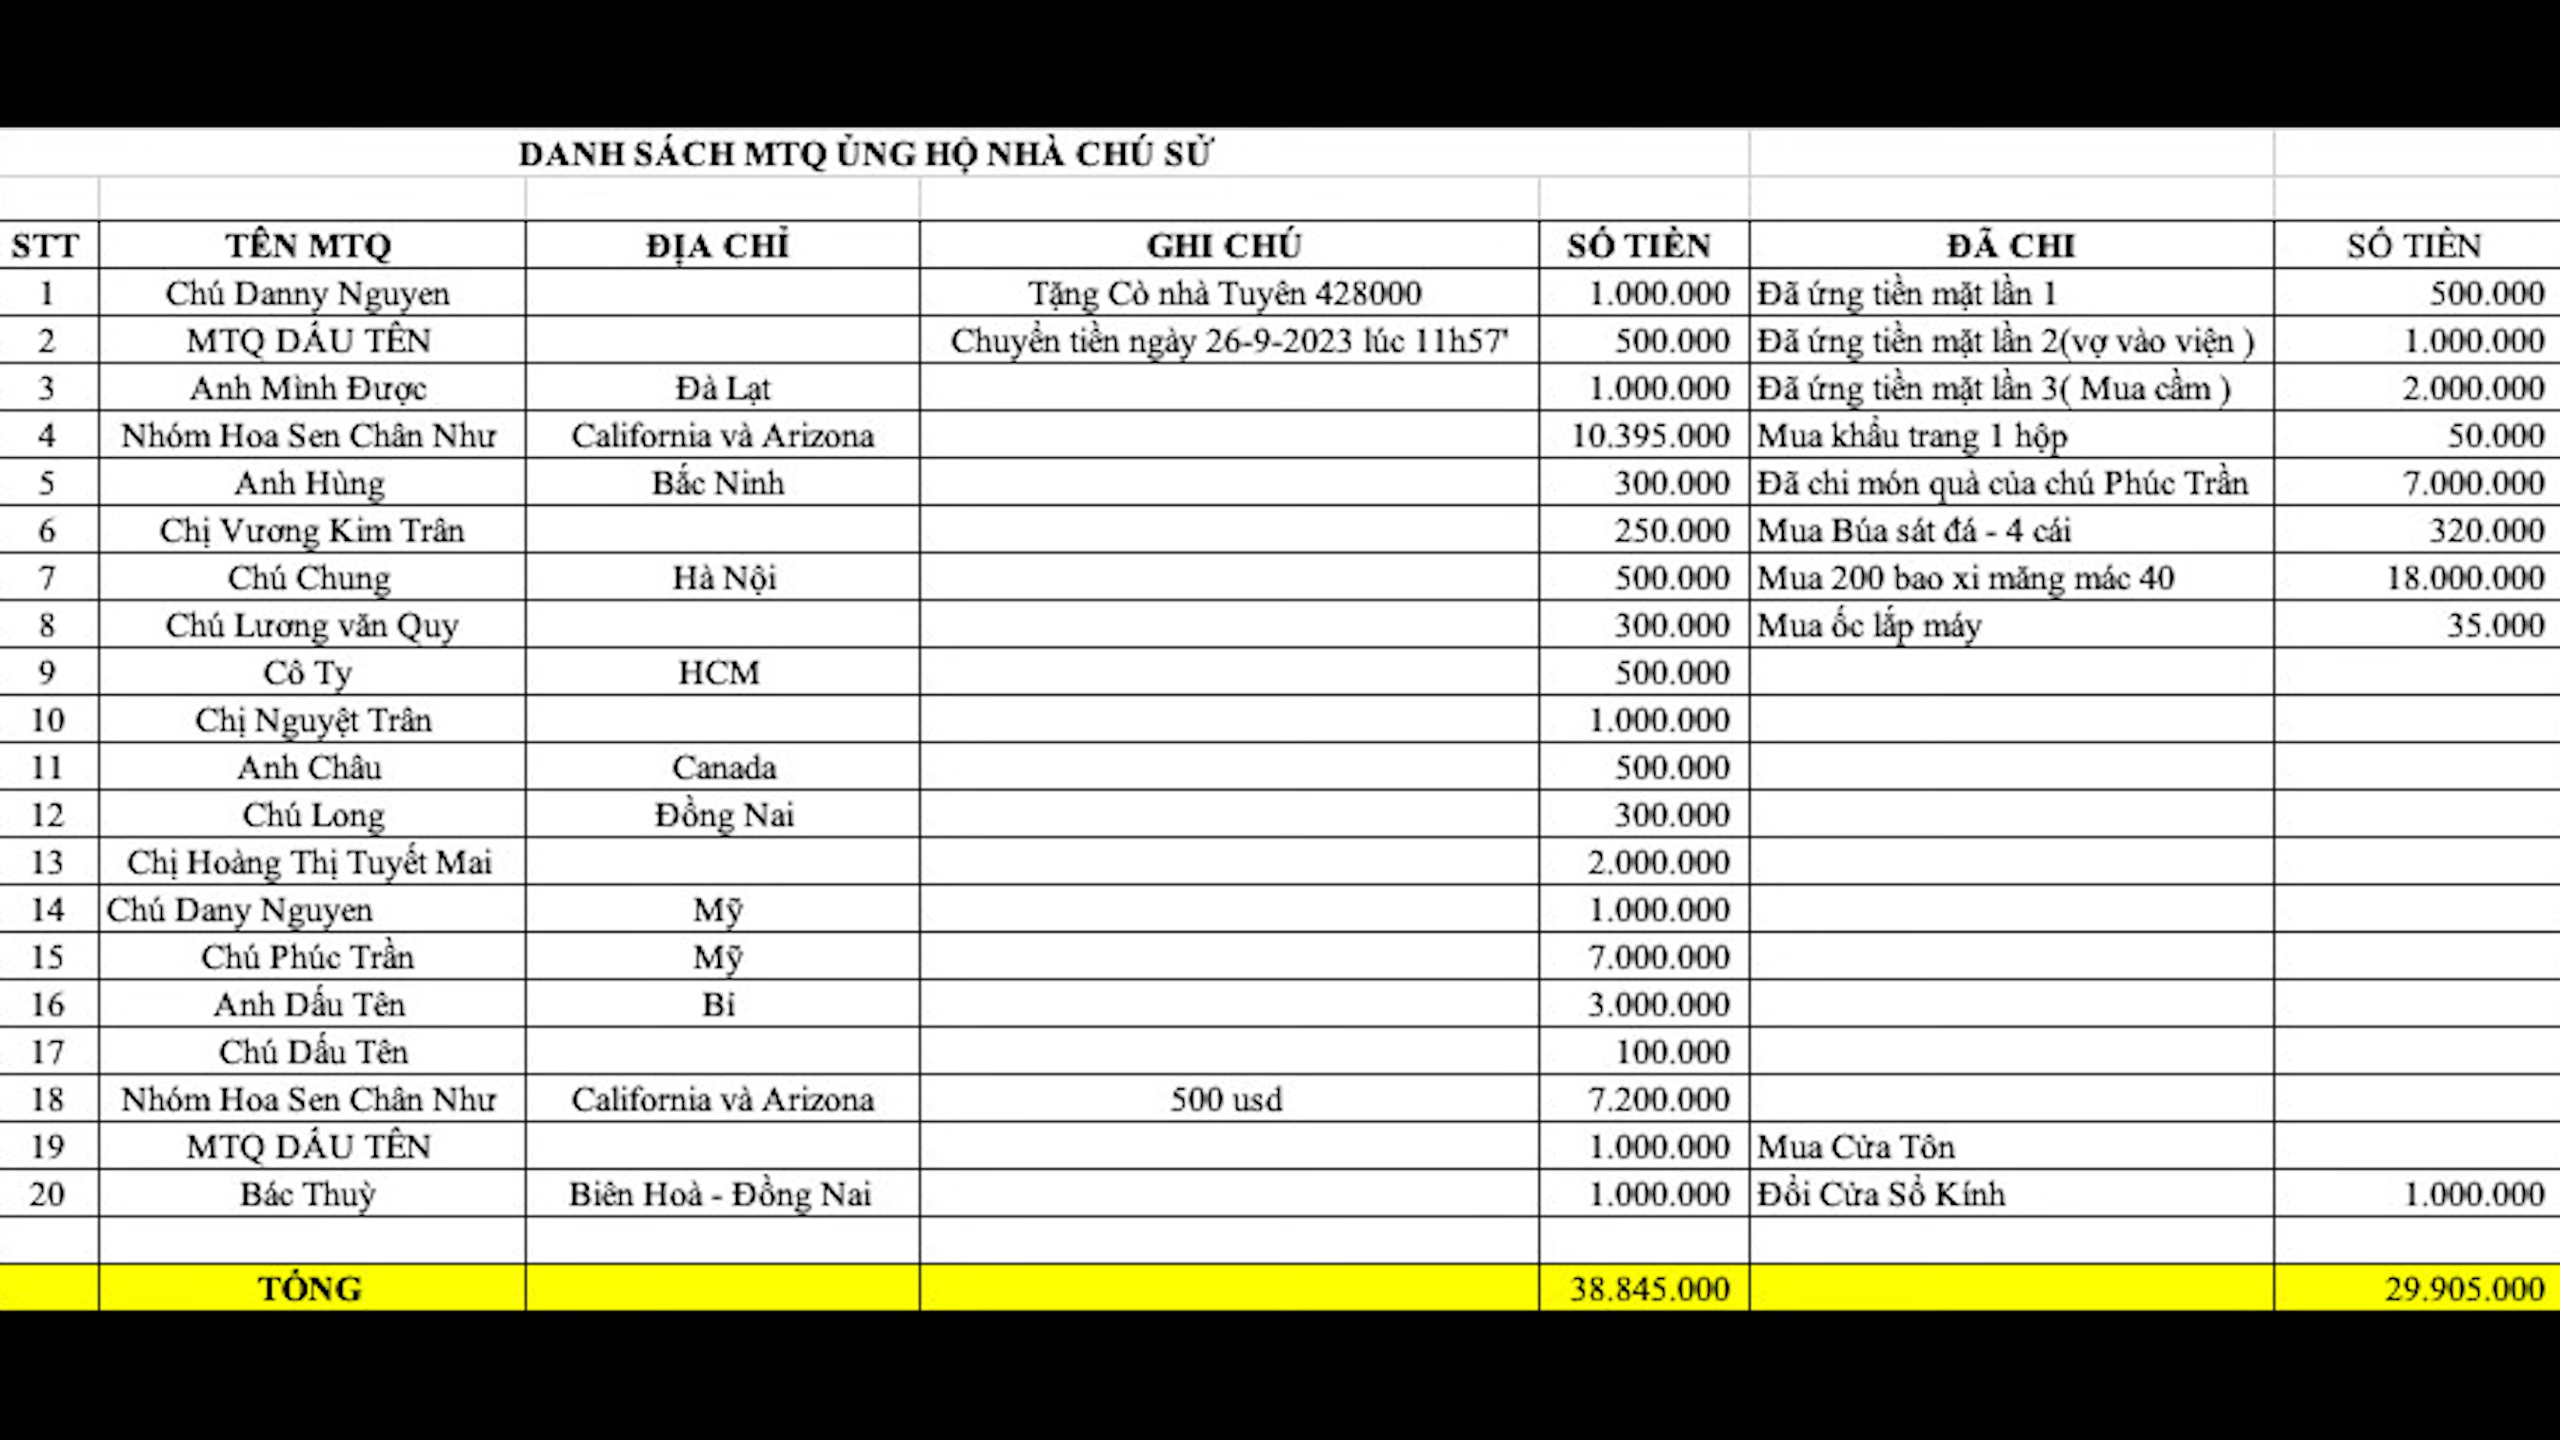 DANH SÁCH MTQ ỦNG HỘ NHÀ CHÚ SỬ
STT TÊN MTQ ĐỊA CHỈ GHI CHÚ SỐ TIỀN ĐÃ CHI SỐ TIỀN
1 Chú Danny Nguyen Tặng Cò nhà Tuyên 428000 1.000.000 Đã ứng tiền mặt lần 1 500.000
2 MTQ DẤU TÊN Chuyển tiền ngày 26-9-2023 lúc 11h57' 500.000 Đã ứng tiền mặt lần 2(vợ vào viện ) 1.000.000
3 Anh Mình Được Đà Lạt 1.000.000 Đã ứng tiền mặt lần 3( Mua cầm ) 2.000.000
4 Nhóm Hoa Sen Chân Như California và Arizona 10.395.000 Mua khẩu trang 1 hộp 50.000
5 Anh Hùng Bắc Ninh 300.000 Đã chi món quà của chú Phúc Trần 7.000.000
6 Chị Vương Kim Trân 250.000 Mua Búa sát đá - 4 cái 320.000
7 Chú Chung Hà Nội 500.000 Mua 200 bao xi măng mác 40 18.000.000
8 Chú Lương văn Quy 300.000 Mua ốc lắp máy 35.000
9 Cô Ty HCM 500.000
10 Chị Nguyệt Trân 1.000.000
11 Anh Châu Canada 500.000
12 Chú Long Đồng Nai 300.000
13 Chị Hoàng Thị Tuyết Mai 2.000.000
14 Chú Dany Nguyen Mỹ 1.000.000
15 Chú Phúc Trần Mỹ 7.000.000
16 Anh Dấu Tên Bỉ 3.000.000
17 Chú Dấu Tên 100.000
18 Nhóm Hoa Sen Chân Như California và Arizona 500 usd 7.200.000
19 MTQ DẤU TÊN 1.000.000 Mua Cửa Tôn
20 Bác Thuỳ Biên Hoà - Đồng Nai 1.000.000 Đổi Cửa Sổ Kính 1.000.000
TỔNG 38.845.000 29.905.000